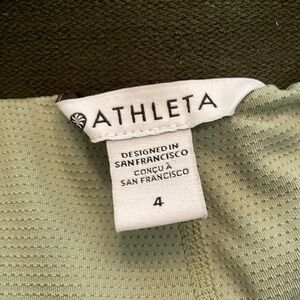 ATHLETA
DESIGNED IN
SAN FRANCISCO
CONÇU À
SAN FRANCISCO
4